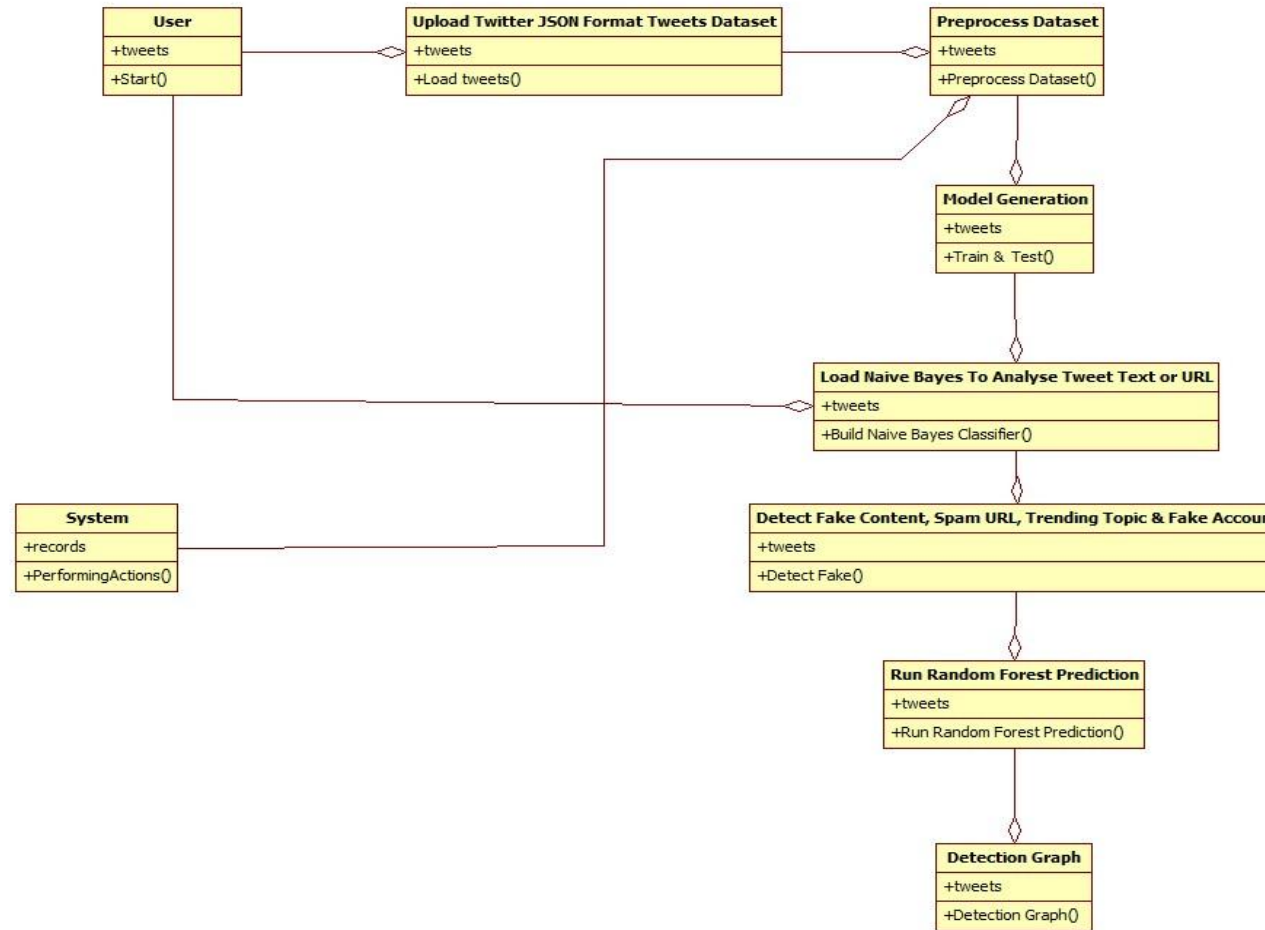 User
+tweets
+Start()
Upload Twitter JSON Format Tweets Dataset
+tweets
+Load tweets()
Preprocess Dataset
+tweets
+Preprocess Dataset()
Model Generation
+tweets
+Train & Test()
Load Naive Bayes To Analyse Tweet Text or URL
+tweets
+Build Naive Bayes Classifier()
System
+records
+PerformingActions()
Detect Fake Content, Spam URL, Trending Topic & Fake Accou
+tweets
+Detect Fake()
Run Random Forest Prediction
+tweets
+Run Random Forest Prediction()
Detection Graph
+tweets
+Detection Graph()